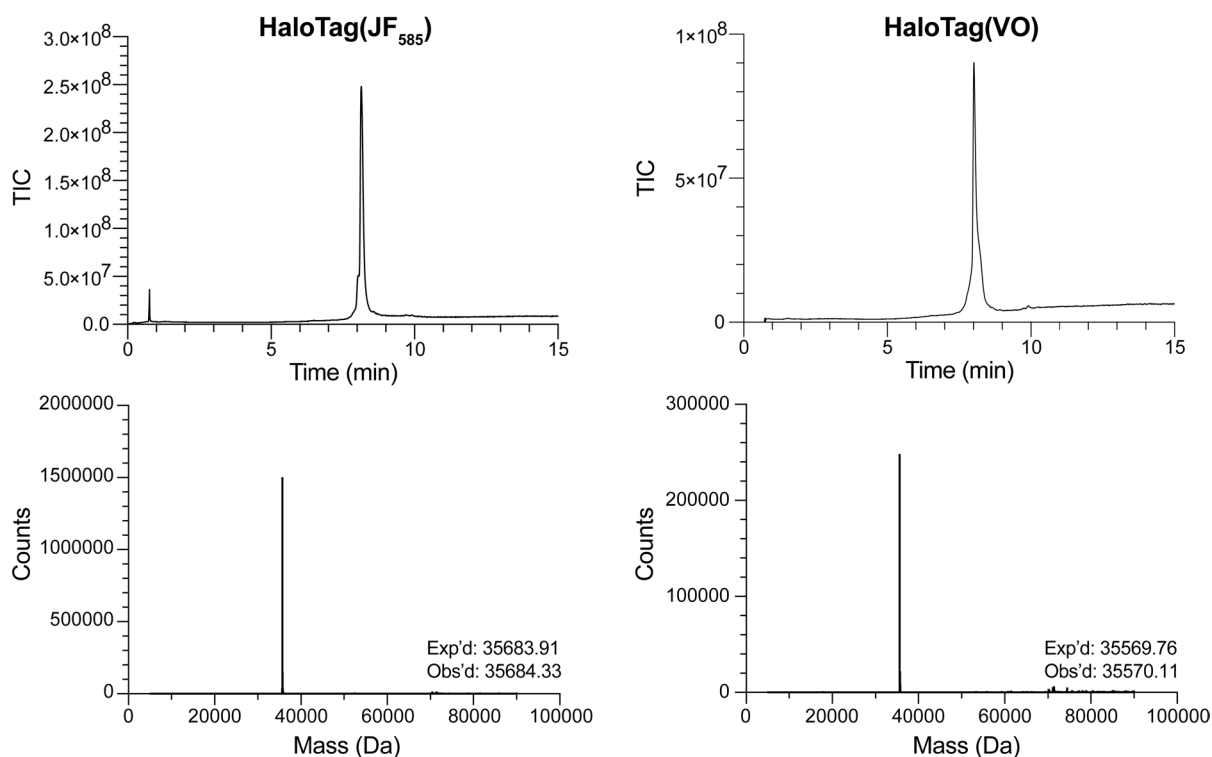 HaloTag(JF585)
3.0×10^8
2.5×10^8
2.0×10^8
1.5×10^8
1.0×10^8
5.0×10^7
0.0
TIC
0 5 10 15
Time (min)
HaloTag(VO)
1×10^8
5×10^7
0
TIC
0 5 10 15
Time (min)
2000000
1500000
1000000
500000
0
Counts
Exp'd: 35683.91
Obs'd: 35684.33
0 20000 40000 60000 80000 100000
Mass (Da)
300000
200000
100000
0
Counts
Exp'd: 35569.76
Obs'd: 35570.11
0 20000 40000 60000 80000 100000
Mass (Da)